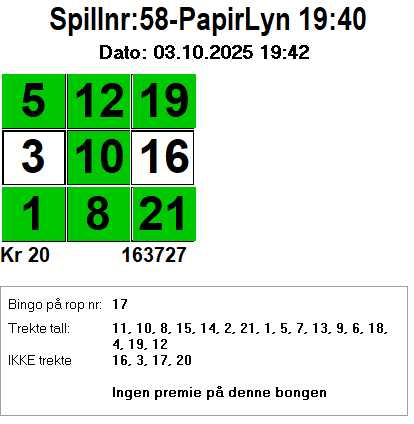 Spillnr:58-PapirLyn 19:40
Dato: 03.10.2025 19:42
5 12 19
3 10 16
1 8 21
Kr 20 163727
Bingo på rop nr: 17
Trekte tall: 11, 10, 8, 15, 14, 2, 21, 1, 5, 7, 13, 9, 6, 18,
4, 19, 12
IKKE trekte 16, 3, 17, 20
Ingen premie på denne bongen